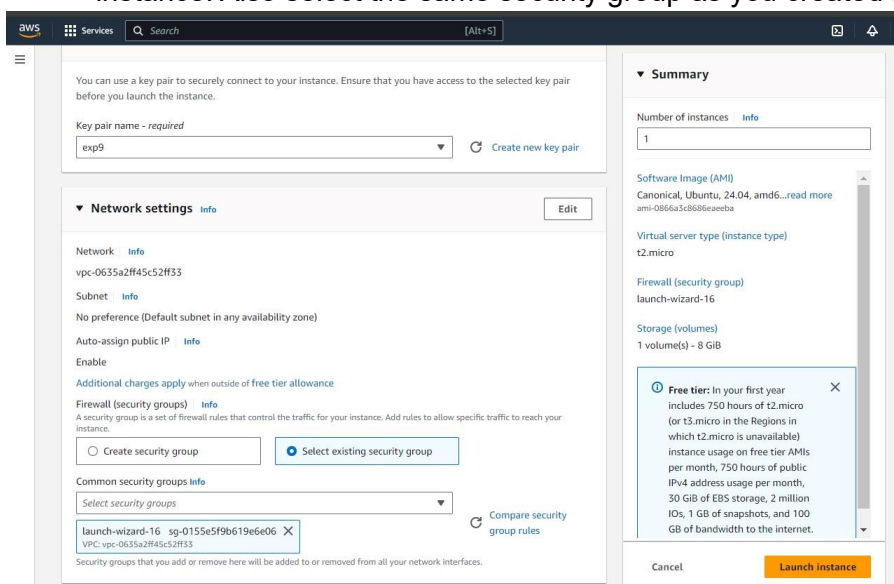 instance. Also select the same security group as you created
aws
Services
Search [Alt+S]
You can use a key pair to securely connect to your instance. Ensure that you have access to the selected key pair
before you launch the instance.
Key pair name - required
exp9
Create new key pair
Network settings Info
Edit
Network Info
vpc-0635a2ff45c52ff33
Subnet Info
No preference (Default subnet in any availability zone)
Auto-assign public IP Info
Enable
Additional charges apply when outside of free tier allowance
Firewall (security groups) Info
A security group is a set of firewall rules that control the traffic for your instance. Add rules to allow specific traffic to reach your
instance.
Create security group
Select existing security group
Common security groups Info
Select security groups
Compare security
group rules
launch-wizard-16 sg-0155e5f9b619e6e06
VPC: vpc-0635a2ff45c52ff33
Security groups that you add or remove here will be added to or removed from all your network interfaces.
Summary
Number of instances Info
1
Software Image (AMI)
Canonical, Ubuntu, 24.04, amd6...read more
ami-0866a3c8686eaeeba
Virtual server type (instance type)
t2.micro
Firewall (security group)
launch-wizard-16
Storage (volumes)
1 volume(s) - 8 GiB
Free tier: In your first year
includes 750 hours of t2.micro
(or t3.micro in the Regions in
which t2.micro is unavailable)
instance usage on free tier AMIs
per month, 750 hours of public
IPv4 address usage per month,
30 GiB of EBS storage, 2 million
IOs, 1 GB of snapshots, and 100
GB of bandwidth to the internet.
Cancel
Launch instance